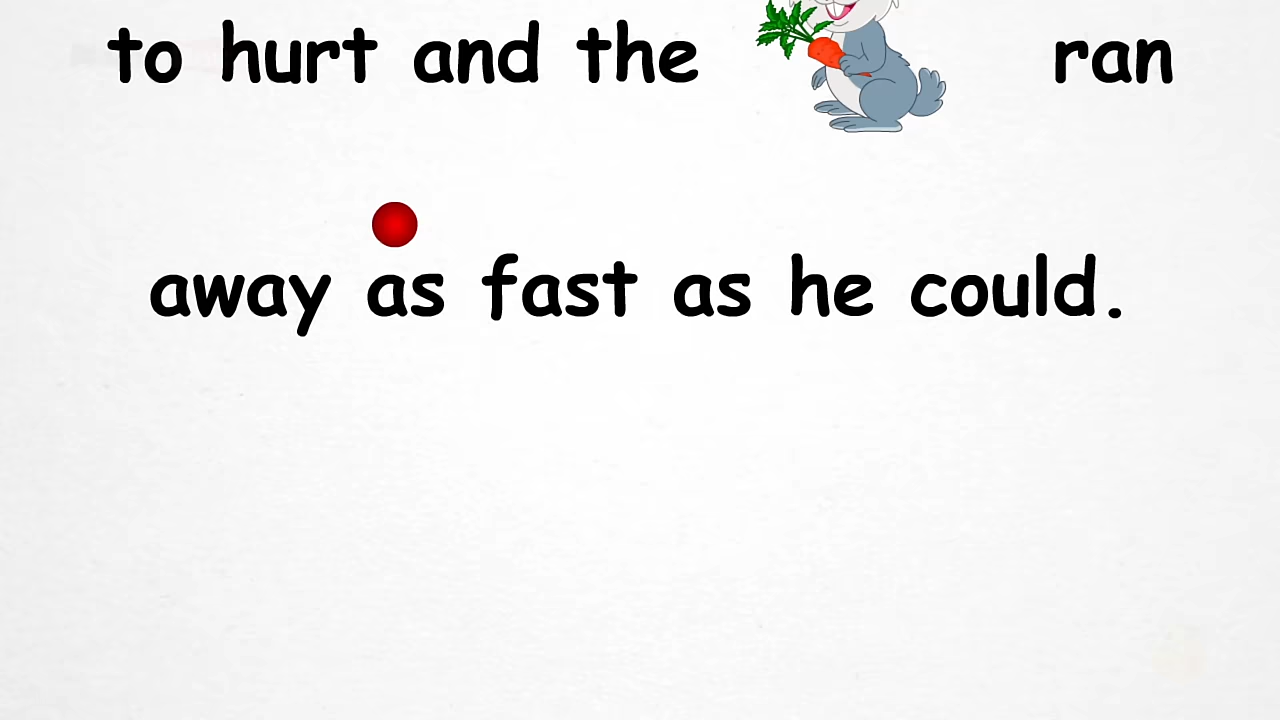 to hurt and the ran
away as fast as he could.